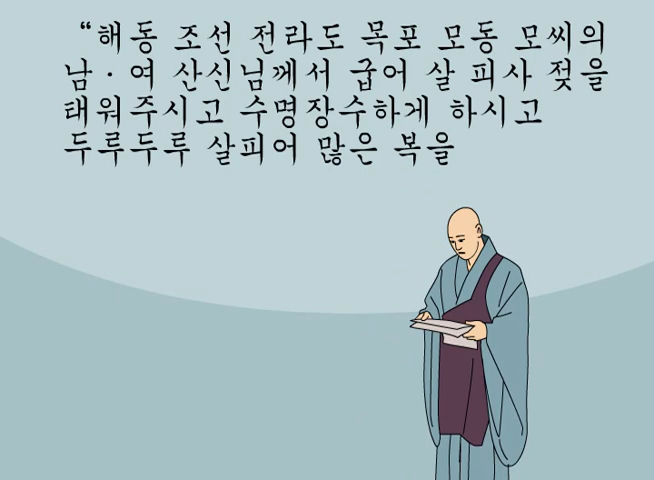 “해동 조선 전라도 목포 모동 모씨의
남·여 산신님께서 굽어 살 피사 젖을
태워주시고 수명장수하게 하시고
두루두루 살피어 많은 복을